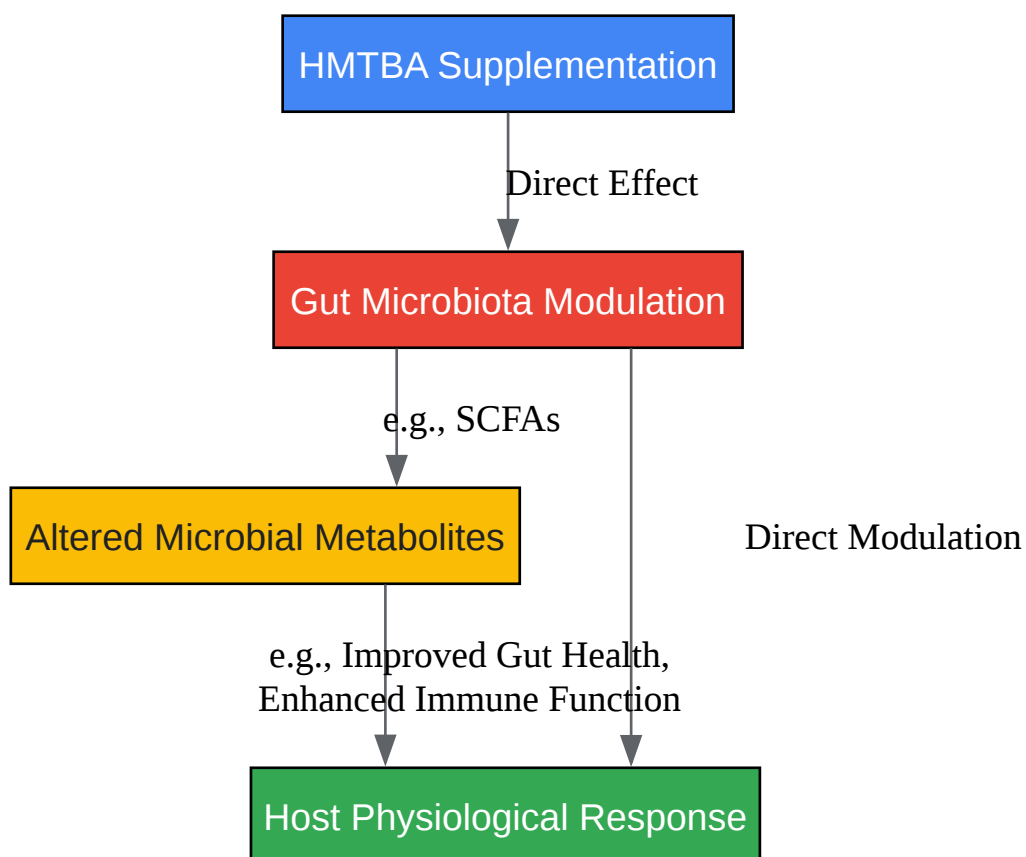 HMTBA Supplementation
Direct Effect
Gut Microbiota Modulation
e.g., SCFAs
Altered Microbial Metabolites
Direct Modulation
e.g., Improved Gut Health,
Enhanced Immune Function
Host Physiological Response